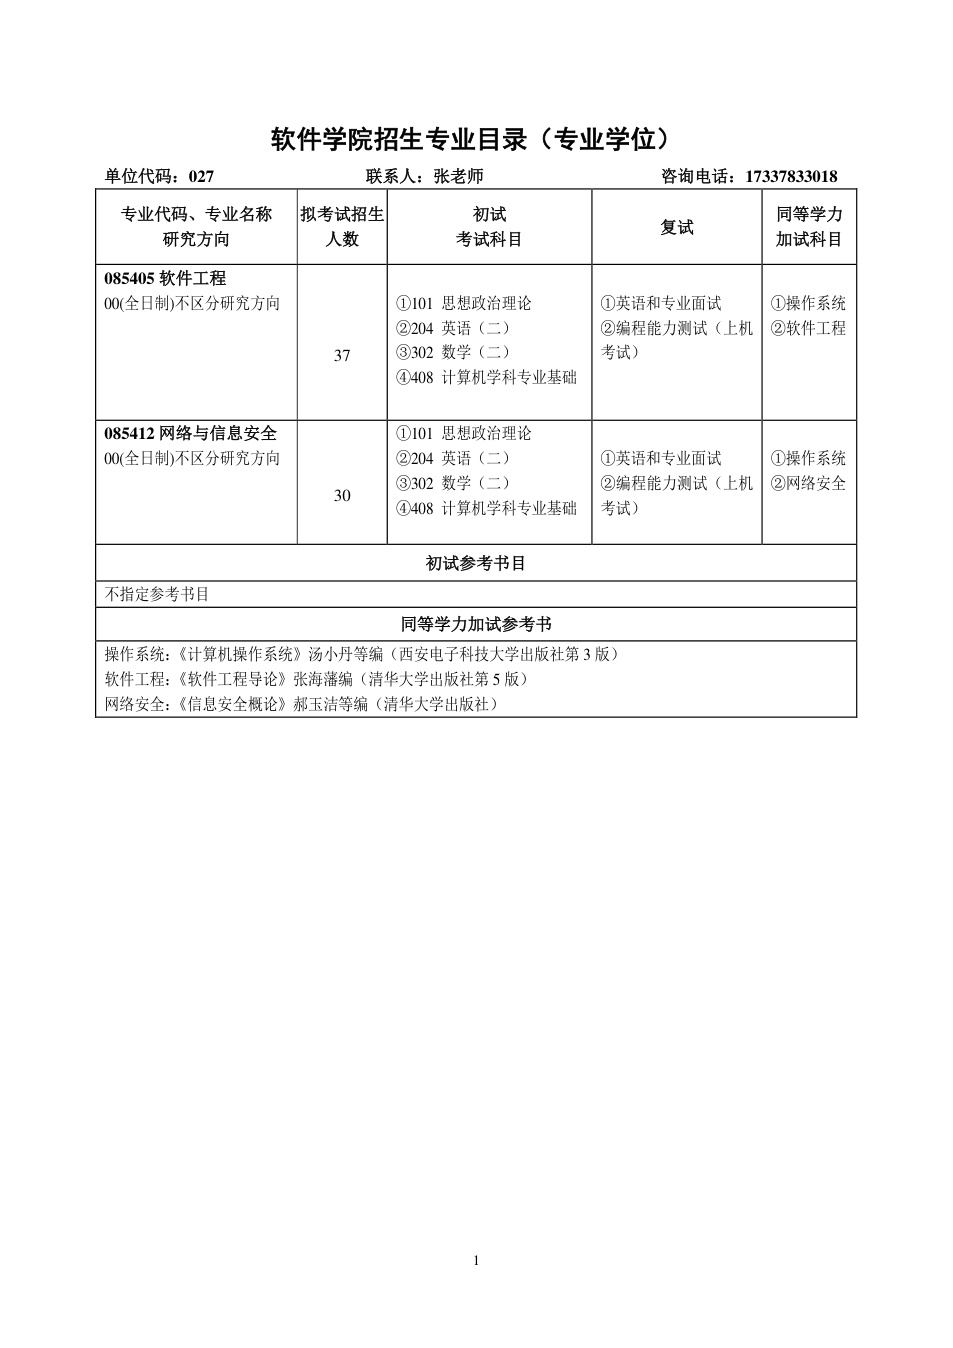 软件学院招生专业目录（专业学位）
单位代码：027 联系人：张老师 咨询电话：17337833018
专业代码、专业名称
研究方向
拟考试招生
人数
初试
考试科目
复试
同等学力
加试科目
085405 软件工程
00(全日制)不区分研究方向
37
①101 思想政治理论
②204 英语（二）
③302 数学（二）
④408 计算机学科专业基础
①英语和专业面试
②编程能力测试（上机
考试）
①操作系统
②软件工程
085412 网络与信息安全
00(全日制)不区分研究方向
30
①101 思想政治理论
②204 英语（二）
③302 数学（二）
④408 计算机学科专业基础
①英语和专业面试
②编程能力测试（上机
考试）
①操作系统
②网络安全
初试参考书目
不指定参考书目
同等学力加试参考书
操作系统：《计算机操作系统》汤小丹等编（西安电子科技大学出版社第 3 版）
软件工程：《软件工程导论》张海藩编（清华大学出版社第 5 版）
网络安全：《信息安全概论》郝玉洁等编（清华大学出版社）
1